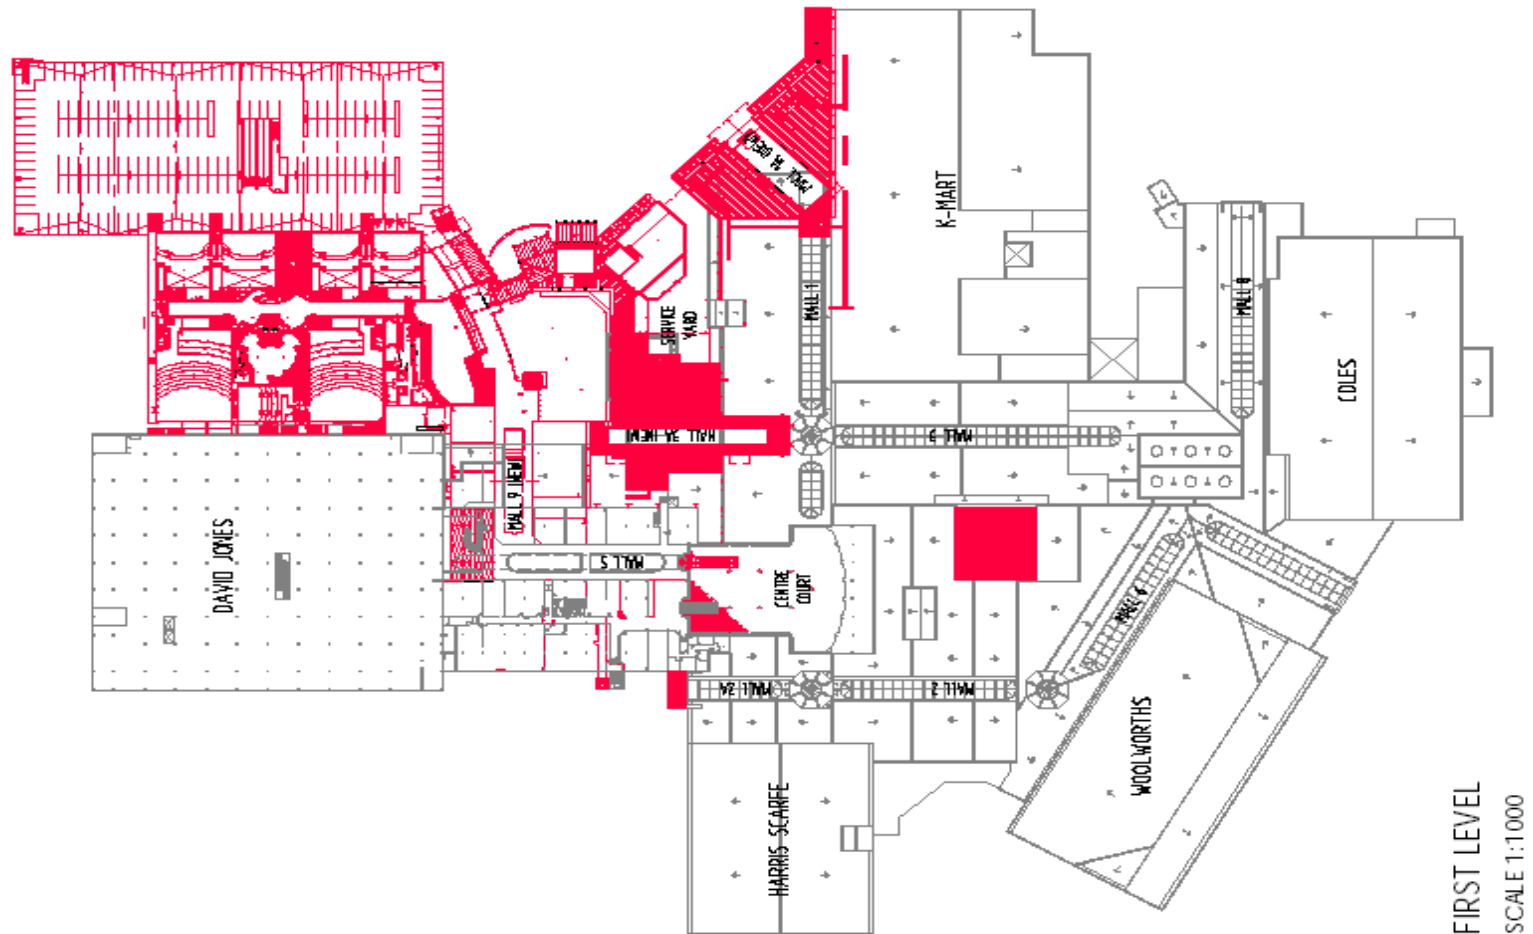 K-MART
MALL 1
SERVICE
YARD
MALL 8
COLES
MALL 3A (NEW)
MALL 3
MALL 9 (NEW)
DAVID JONES
MALL 5
CENTRE
COURT
MALL 6
MALL 2A
MALL 2
WOOLWORTHS
HARRIS SCARFE
FIRST LEVEL
SCALE 1:1000